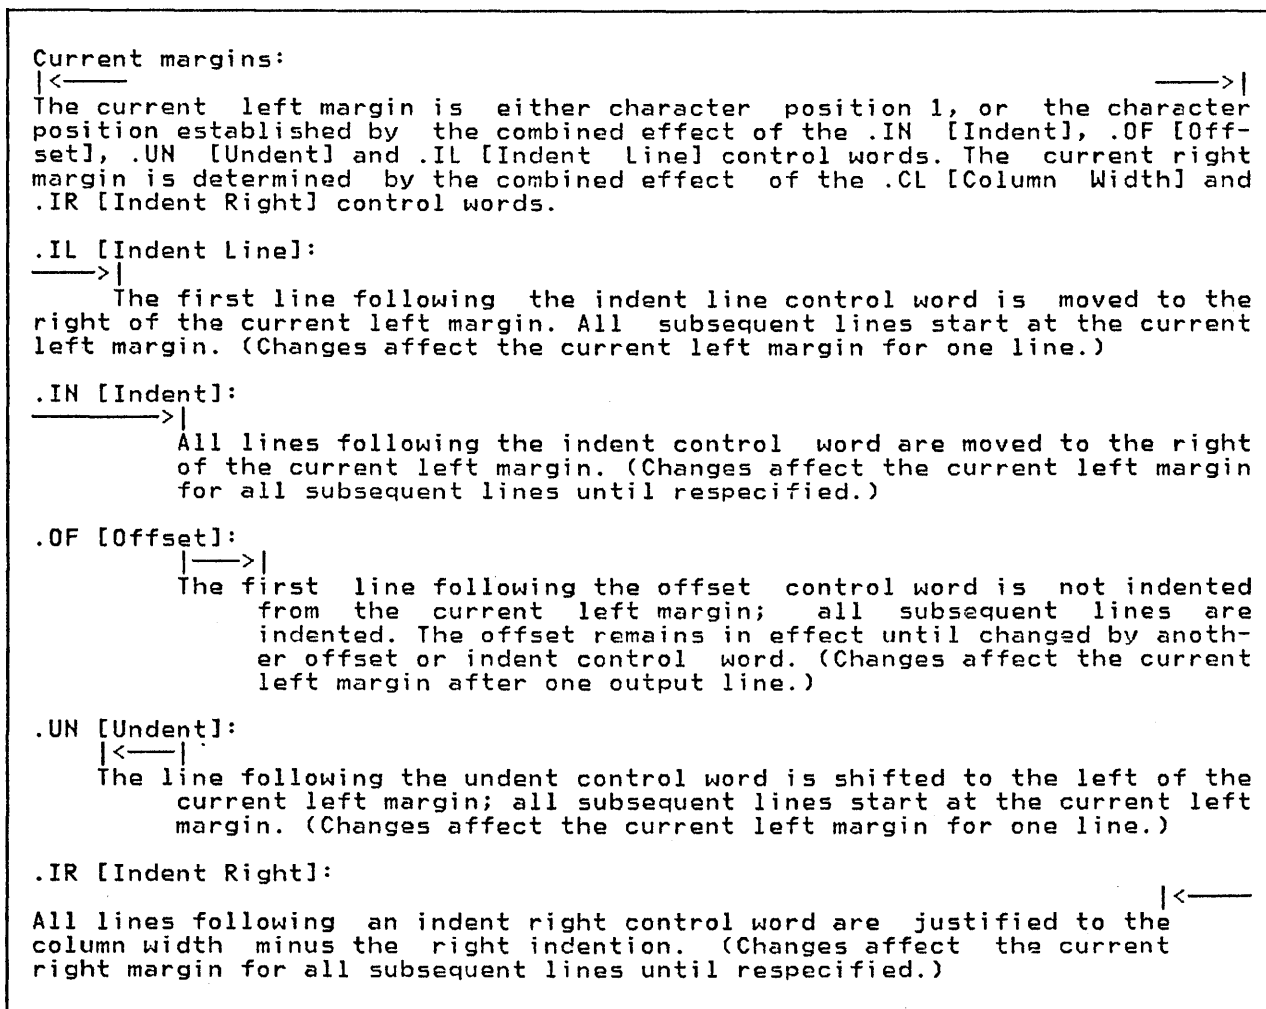 Current margins:
|<——— ———>|
The current left margin is either character position 1, or the character
position established by the combined effect of the .IN [Indent], .OF [Off-
set], .UN [Undent] and .IL [Indent Line] control words. The current right
margin is determined by the combined effect of the .CL [Column Width] and
.IR [Indent Right] control words.
.IL [Indent Line]:
———>|
The first line following the indent line control word is moved to the
right of the current left margin. All subsequent lines start at the current
left margin. (Changes affect the current left margin for one line.)
.IN [Indent]:
——————>|
All lines following the indent control word are moved to the right
of the current left margin. (Changes affect the current left margin
for all subsequent lines until respecified.)
.OF [Offset]:
|——>|
The first line following the offset control word is not indented
from the current left margin; all subsequent lines are
indented. The offset remains in effect until changed by anoth-
er offset or indent control word. (Changes affect the current
left margin after one output line.)
.UN [Undent]:
|<——|
The line following the undent control word is shifted to the left of the
current left margin; all subsequent lines start at the current left
margin. (Changes affect the current left margin for one line.)
.IR [Indent Right]:
|<———
All lines following an indent right control word are justified to the
column width minus the right indention. (Changes affect the current
right margin for all subsequent lines until respecified.)